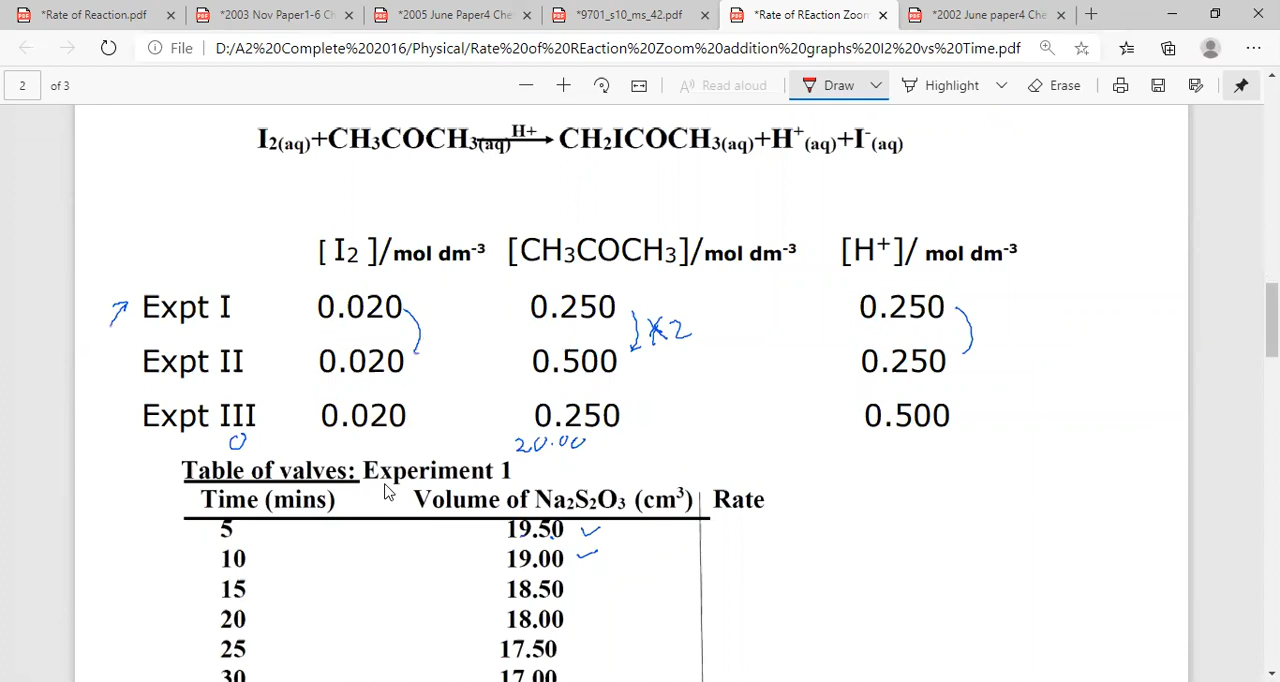 *Rate of Reaction.pdf
*2003 Nov Paper1-6 C
*2005 June Paper4 Che
*9701_s10_ms_42.pdf
*Rate of REaction Zoom
*2002 June paper4 Che
File D:/A2%20Complete%202016/Physical/Rate%20of%20REaction%20Zoom%20addition%20graphs%20I2%20vs%20Time.pdf
2 of 3 Read aloud Draw Highlight Erase
I2(aq)+CH3COCH3(aq) H+ CH2ICOCH3(aq)+H+(aq)+I-(aq)
[ I2 ]/mol dm-3 [CH3COCH3]/mol dm-3 [H+]/ mol dm-3
Expt I 0.020 0.250 0.250
x2
Expt II 0.020 0.500 0.250
Expt III 0.020 0.250 0.500
0 20.00
Table of valves: Experiment 1
Time (mins) Volume of Na2S2O3 (cm3) Rate
5 19.50
10 19.00
15 18.50
20 18.00
25 17.50
30 17.00